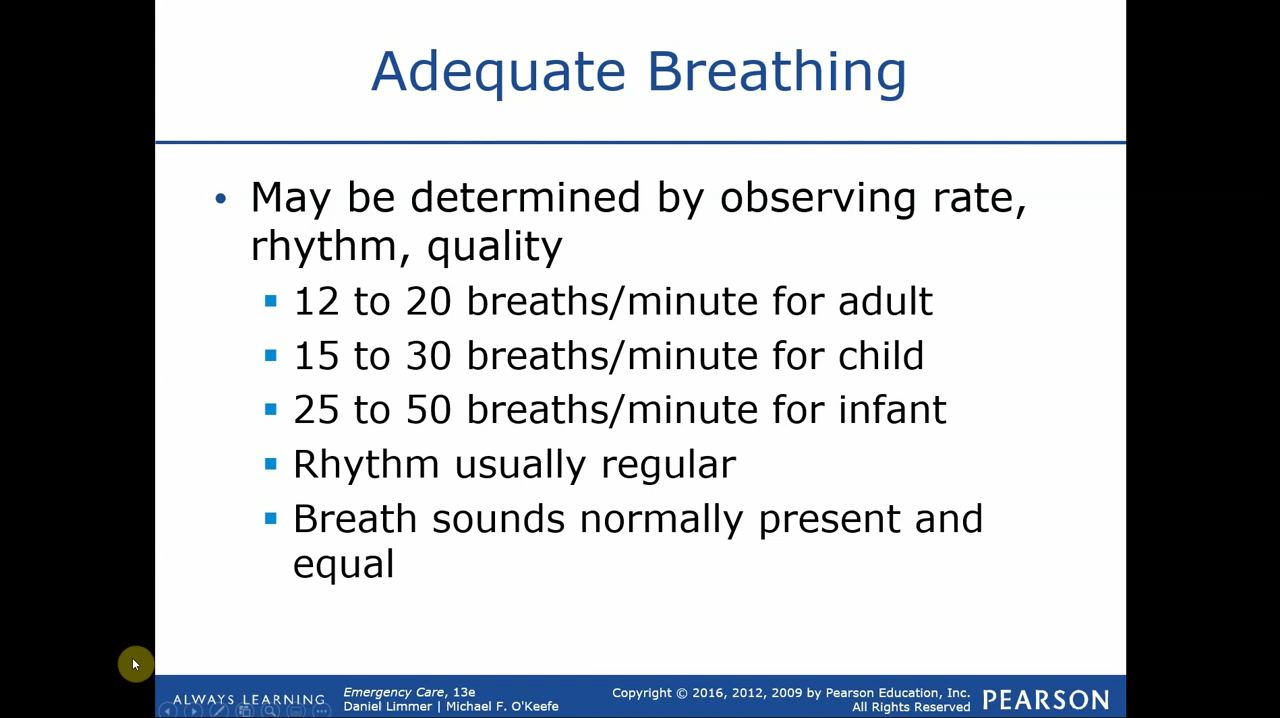 Adequate Breathing
• May be determined by observing rate,
rhythm, quality
▪ 12 to 20 breaths/minute for adult
▪ 15 to 30 breaths/minute for child
▪ 25 to 50 breaths/minute for infant
▪ Rhythm usually regular
▪ Breath sounds normally present and
equal
ALWAYS LEARNING
Emergency Care, 13e
Daniel Limmer | Michael F. O'Keefe
Copyright © 2016, 2012, 2009 by Pearson Education, Inc.
All Rights Reserved
PEARSON